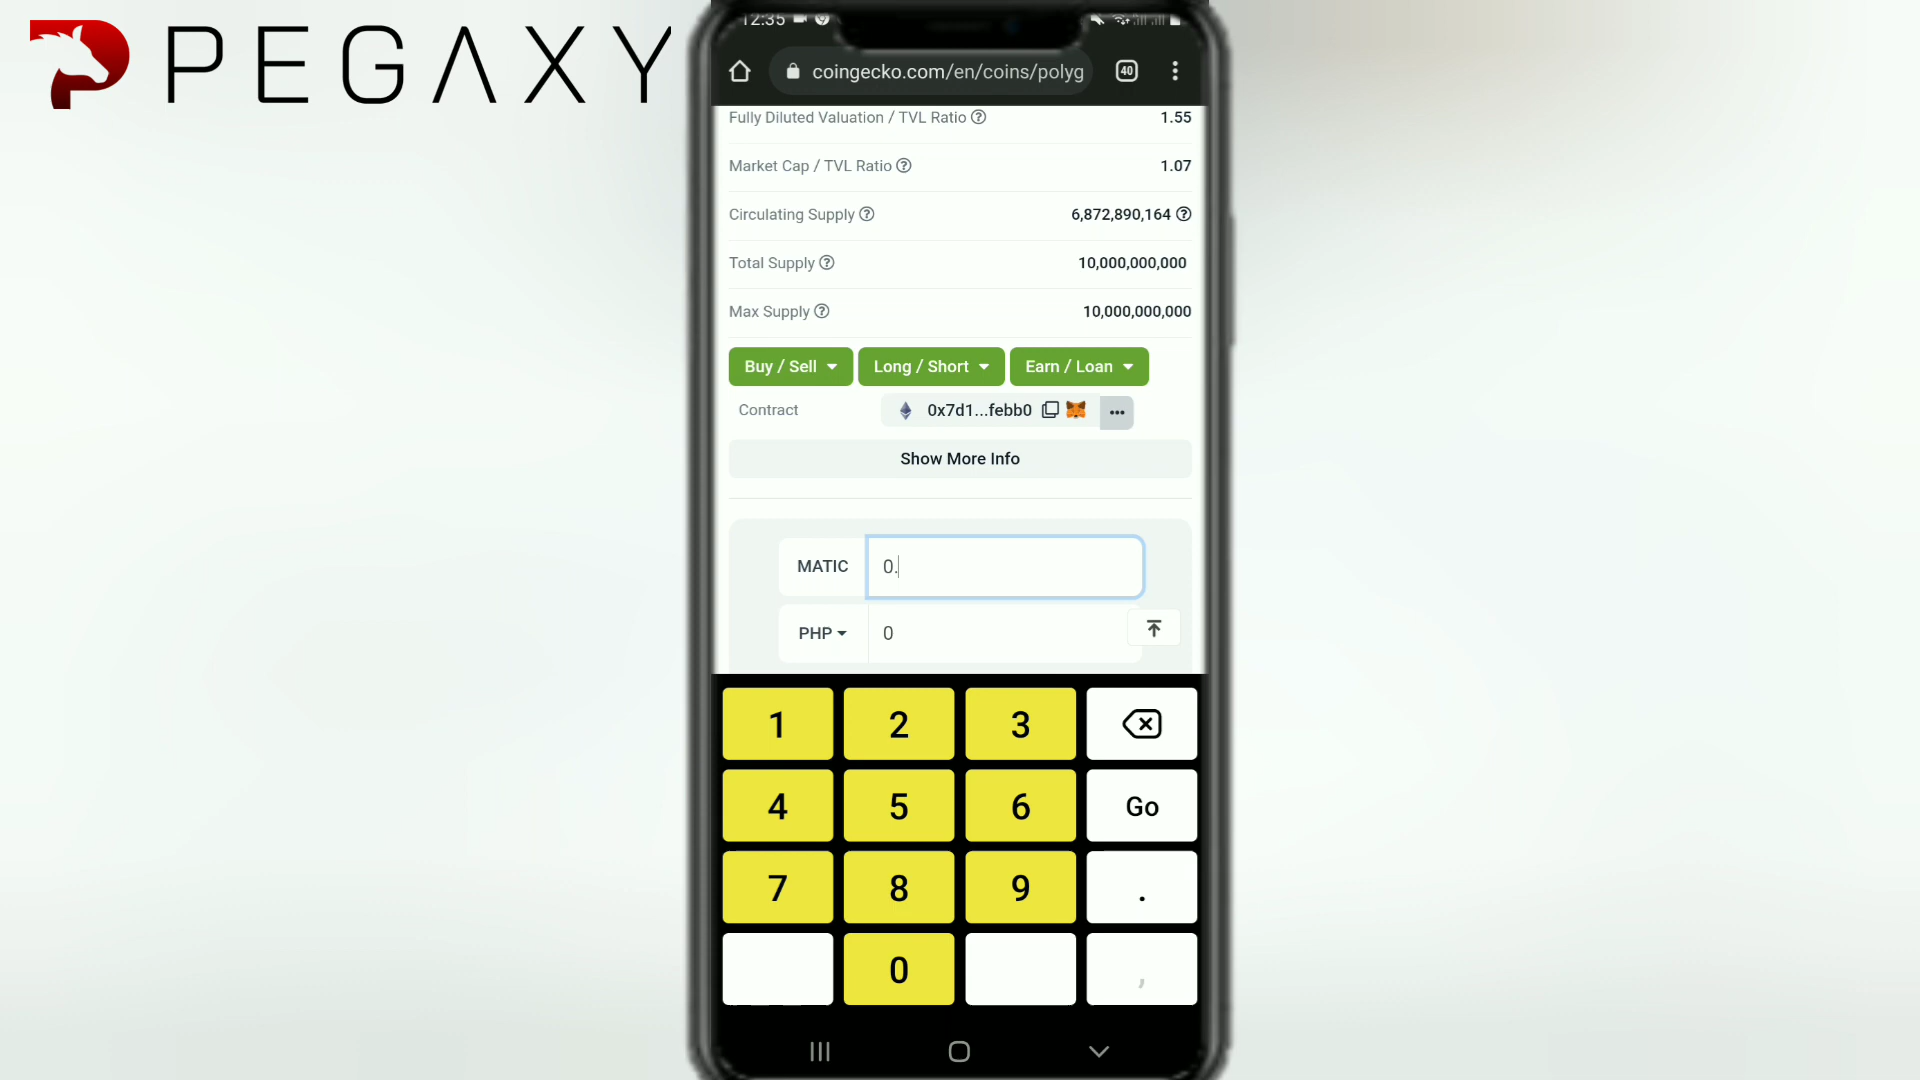 PEGAXY
12:35
coingecko.com/en/coins/polyg
40
Fully Diluted Valuation / TVL Ratio ? 1.55
Market Cap / TVL Ratio ? 1.07
Circulating Supply ? 6,872,890,164 ?
Total Supply ? 10,000,000,000
Max Supply ? 10,000,000,000
Buy / Sell Long / Short Earn / Loan
Contract 0x7d1...febb0 ...
Show More Info
MATIC 0.
PHP 0
1 2 3
4 5 6 Go
7 8 9 .
0 ,